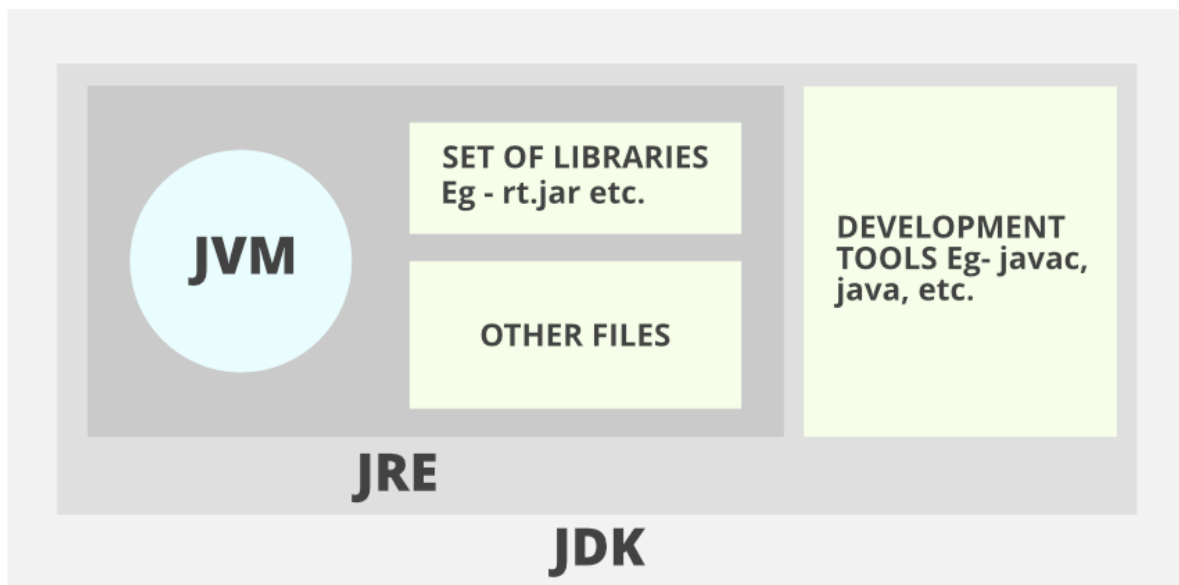 JVM
SET OF LIBRARIES
Eg - rt.jar etc.
OTHER FILES
DEVELOPMENT
TOOLS Eg- javac,
java, etc.
JRE
JDK